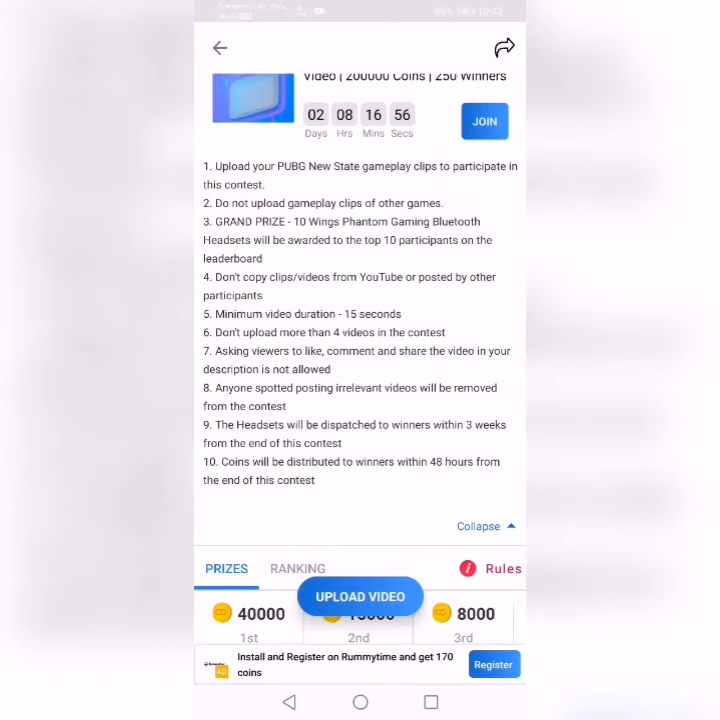 80% 10:42
Video | 200000 Coins | 250 Winners
02 08 16 56
Days Hrs Mins Secs
JOIN
1. Upload your PUBG New State gameplay clips to participate in
this contest.
2. Do not upload gameplay clips of other games.
3. GRAND PRIZE - 10 Wings Phantom Gaming Bluetooth
Headsets will be awarded to the top 10 participants on the
leaderboard
4. Don't copy clips/videos from YouTube or posted by other
participants
5. Minimum video duration - 15 seconds
6. Don't upload more than 4 videos in the contest
7. Asking viewers to like, comment and share the video in your
description is not allowed
8. Anyone spotted posting irrelevant videos will be removed
from the contest
9. The Headsets will be dispatched to winners within 3 weeks
from the end of this contest
10. Coins will be distributed to winners within 48 hours from
the end of this contest
Collapse
PRIZES RANKING Rules
UPLOAD VIDEO
40000 8000
1st 2nd 3rd
Install and Register on Rummytime and get 170
coins
Register